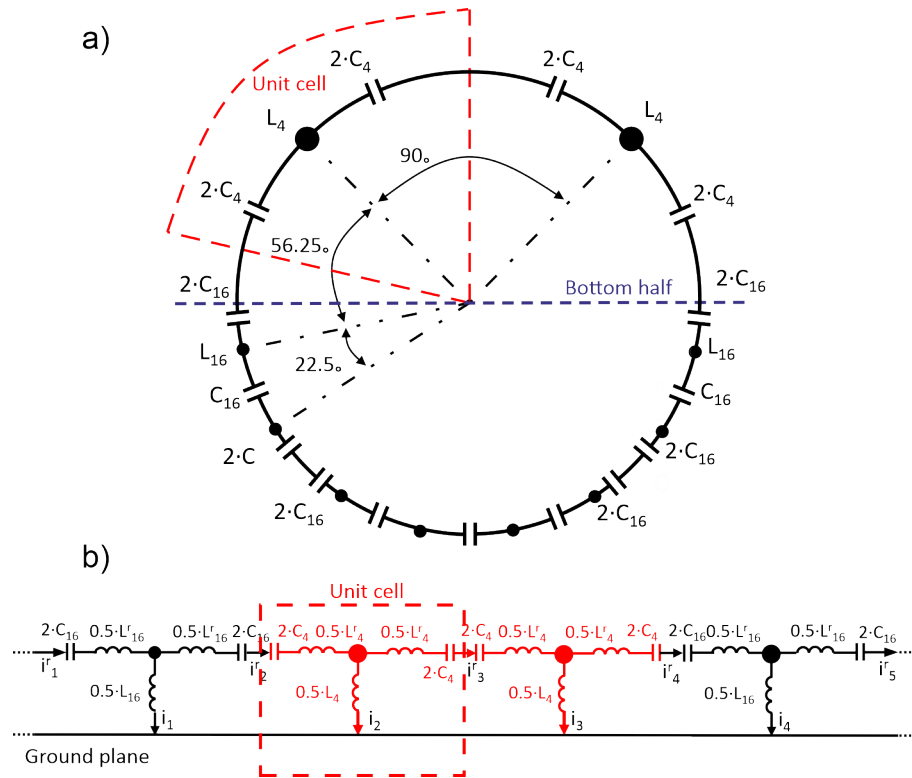 a)
2·C₄ 2·C₄
Unit cell
L₄ L₄
90°
2·C₄ 2·C₄
56.25°
2·C₁₆ Bottom half 2·C₁₆
L₁₆ L₁₆
22.5°
C₁₆ C₁₆
2·C 2·C₁₆
2·C₁₆ 2·C₁₆
b)
Unit cell
2·C₁₆ 0.5·Lʳ₁₆ 0.5·Lʳ₁₆ 2·C₁₆ 2·C₄ 0.5·Lʳ₄ 0.5·Lʳ₄ 2·C₄ 0.5·Lʳ₄ 0.5·Lʳ₄ 2·C₄ 2·C₁₆ 0.5·Lʳ₁₆ 0.5·Lʳ₁₆ 2·C₁₆
iʳ₁ iʳ₂ 2·C₄ iʳ₃ iʳ₄ iʳ₅
0.5·L₁₆ 0.5·L₄ 0.5·L₄ 0.5·L₁₆
i₁ i₂ i₃ i₄
Ground plane